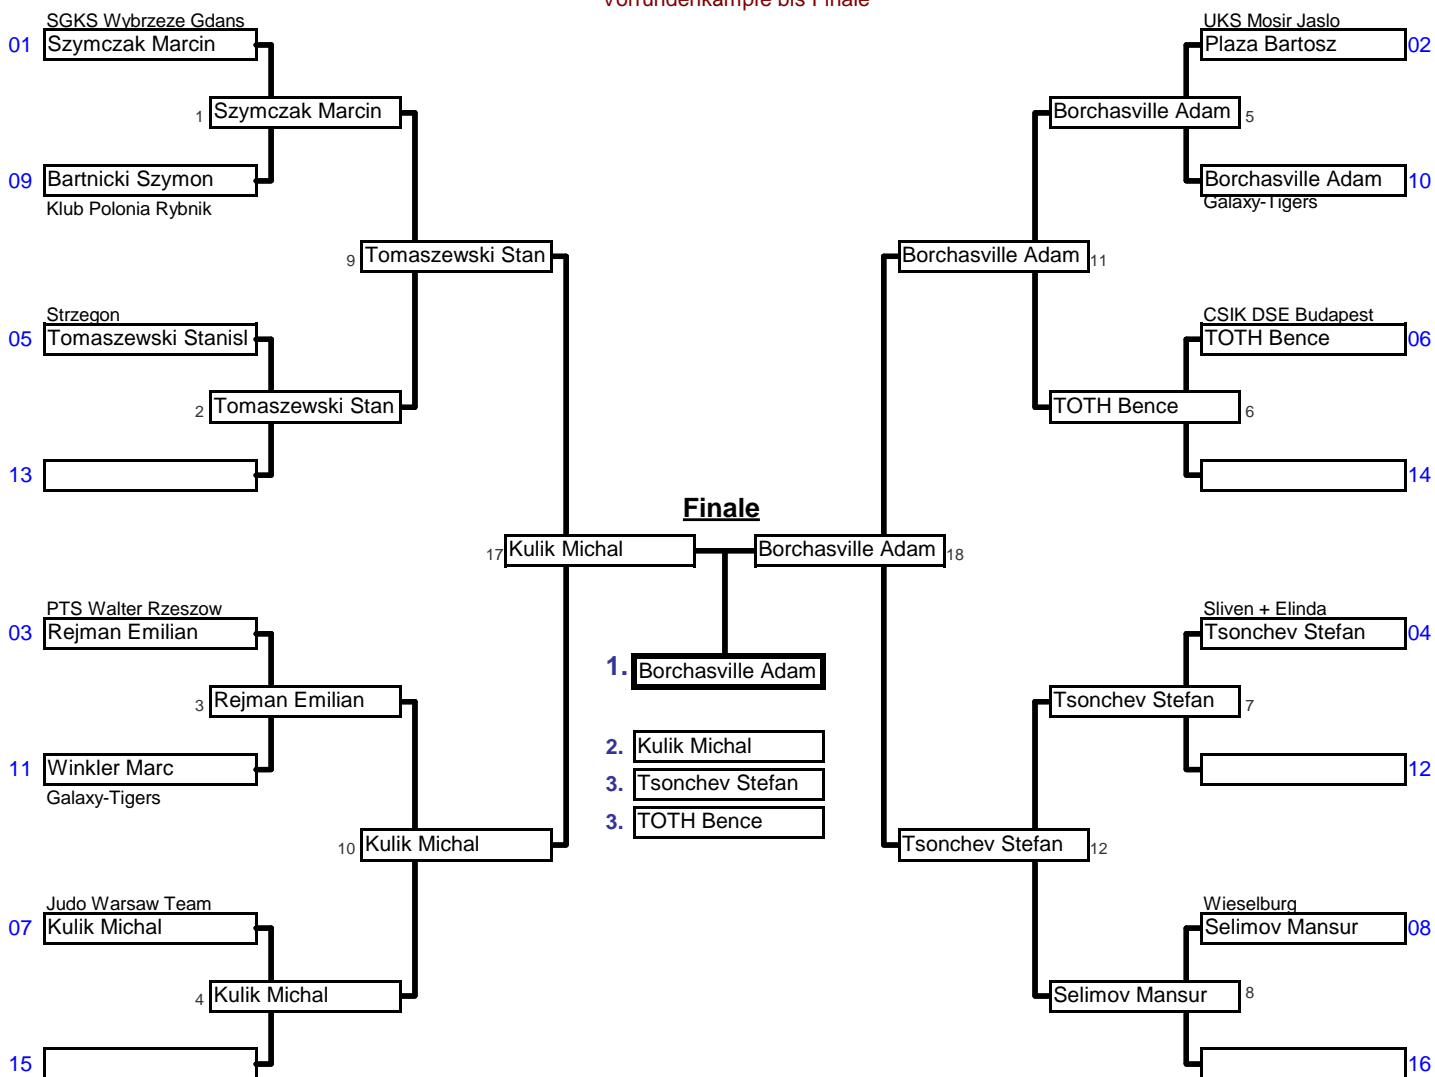 Vorrundenkämpfe bis Finale
SGKS Wybrzeze Gdans
01 Szymczak Marcin
1 Szymczak Marcin
09 Bartnicki Szymon
Klub Polonia Rybnik
9 Tomaszewski Stan
Strzegon
05 Tomaszewski Stanisl
2 Tomaszewski Stan
13
17 Kulik Michal
PTS Walter Rzeszow
03 Rejman Emilian
3 Rejman Emilian
11 Winkler Marc
Galaxy-Tigers
10 Kulik Michal
Judo Warsaw Team
07 Kulik Michal
4 Kulik Michal
15
Finale
1. Borchasville Adam
2. Kulik Michal
3. Tsonchev Stefan
3. TOTH Bence
UKS Mosir Jaslo
Plaza Bartosz 02
Borchasville Adam 5
Borchasville Adam 10
Galaxy-Tigers
Borchasville Adam 11
CSIK DSE Budapest
TOTH Bence 06
TOTH Bence 6
14
Borchasville Adam 18
Sliven + Elinda
Tsonchev Stefan 04
Tsonchev Stefan 7
12
Tsonchev Stefan 12
Wieselburg
Selimov Mansur 08
Selimov Mansur 8
16